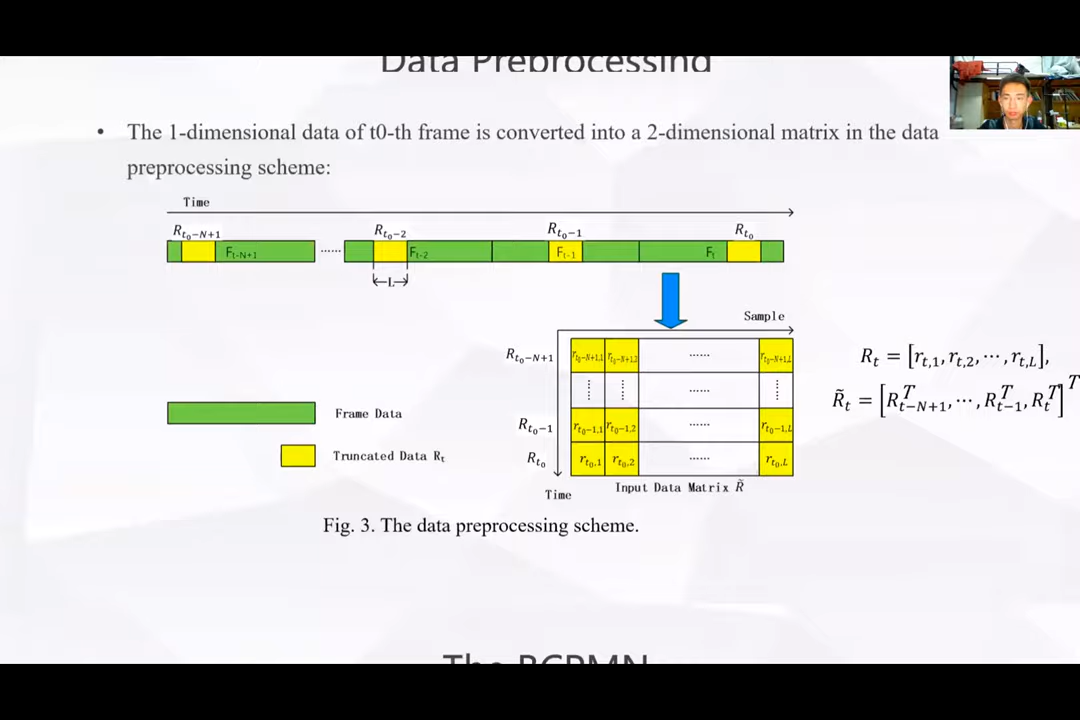 Data Preprocessing
• The 1-dimensional data of t0-th frame is converted into a 2-dimensional matrix in the data
preprocessing scheme:
Time
R_{t_0-N+1} R_{t_0-2} R_{t_0-1} R_{t_0}
F_{t-N+1} ...... F_{t-2} F_{t-1} F_t
←L→
Sample
R_{t_0-N+1} r_{t_0-N+1,1} r_{t_0-N+1,2} ...... r_{t_0-N+1,L}
......
R_{t_0-1} r_{t_0-1,1} r_{t_0-1,2} ...... r_{t_0-1,L}
R_{t_0} r_{t_0,1} r_{t_0,2} ...... r_{t_0,L}
Time
Input Data Matrix R̃
R_t = [r_{t,1}, r_{t,2}, ⋯, r_{t,L}],
R̃_t = [R_{t-N+1}^T, ⋯, R_{t-1}^T, R_t^T]^T
Frame Data
Truncated Data R_t
Fig. 3. The data preprocessing scheme.